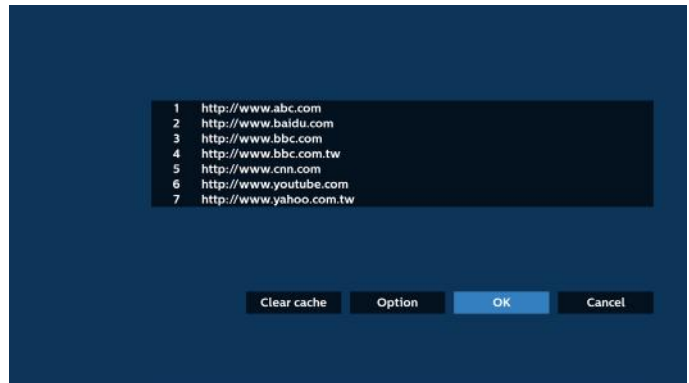 1 http://www.abc.com
2 http://www.baidu.com
3 http://www.bbc.com
4 http://www.bbc.com.tw
5 http://www.cnn.com
6 http://www.youtube.com
7 http://www.yahoo.com.tw
Clear cache Option OK Cancel